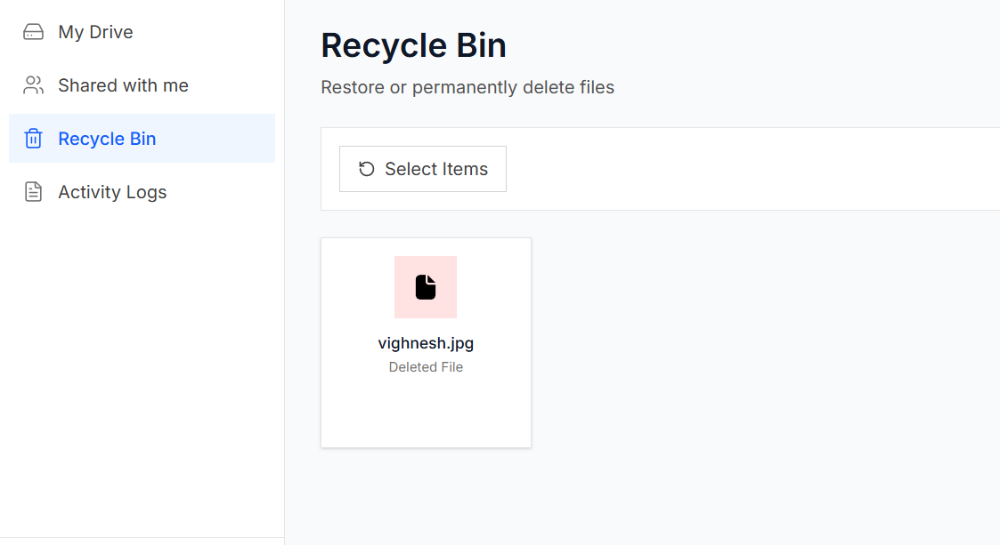 My Drive
Shared with me
Recycle Bin
Activity Logs
Recycle Bin
Restore or permanently delete files
Select Items
vighnesh.jpg
Deleted File